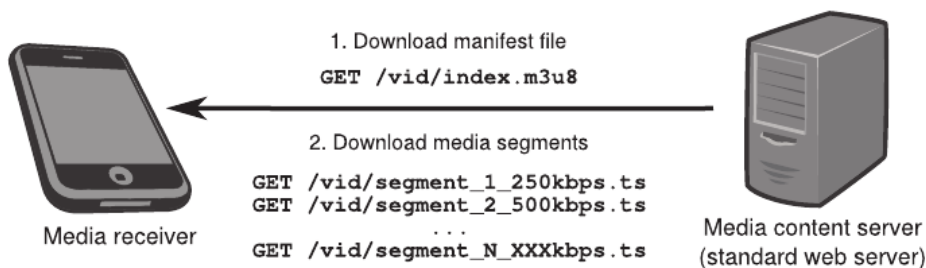 1. Download manifest file
GET /vid/index.m3u8
2. Download media segments
GET /vid/segment_1_250kbps.ts
GET /vid/segment_2_500kbps.ts
...
GET /vid/segment_N_XXXkbps.ts
Media receiver
Media content server
(standard web server)